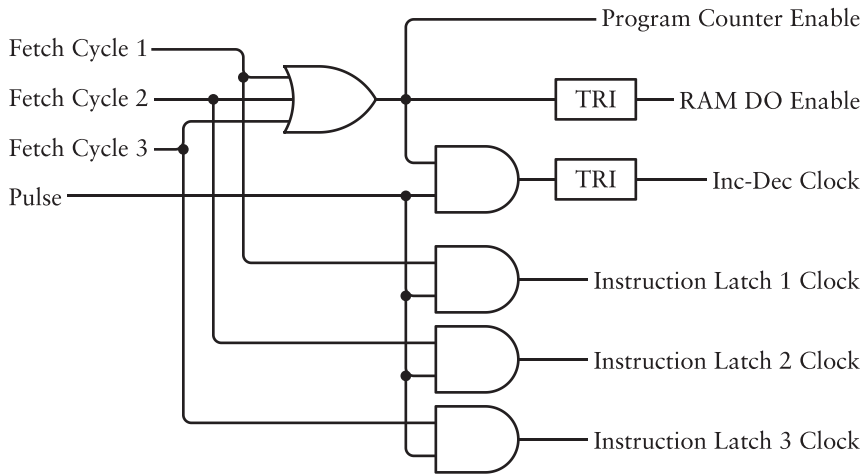 Program Counter Enable
Fetch Cycle 1
Fetch Cycle 2
TRI
RAM DO Enable
Fetch Cycle 3
TRI
Inc-Dec Clock
Pulse
Instruction Latch 1 Clock
Instruction Latch 2 Clock
Instruction Latch 3 Clock